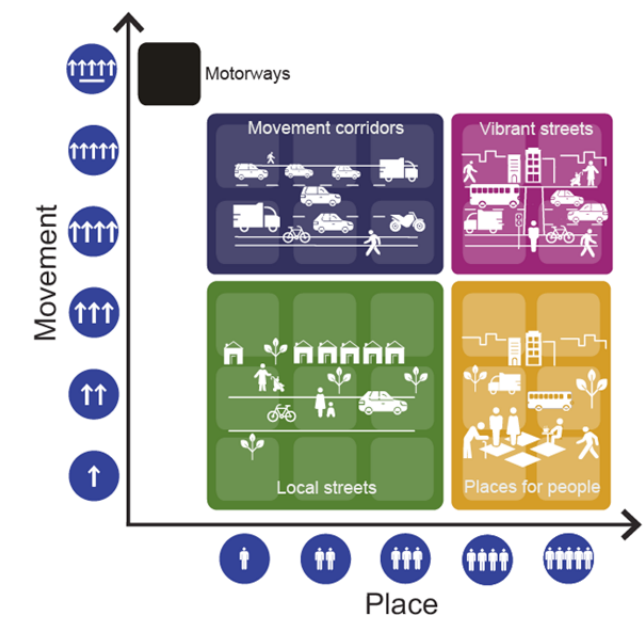 Motorways
Movement corridors
Vibrant streets
Movement
Local streets
Places for people
Place